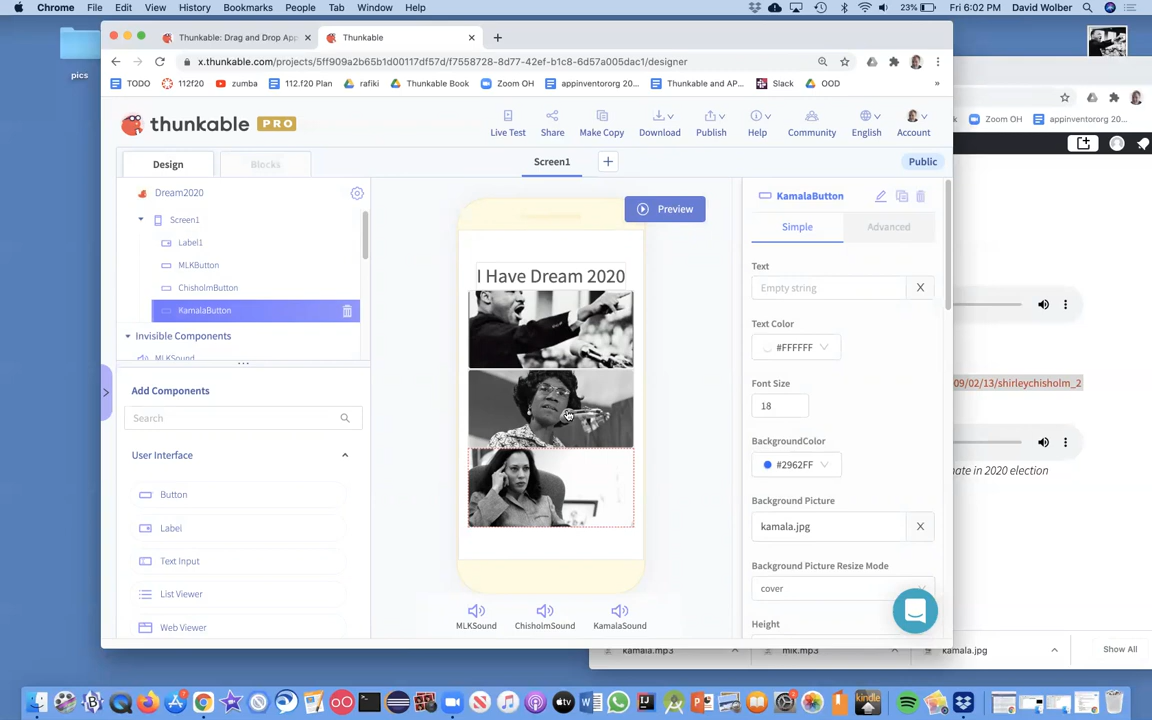 Chrome File Edit View History Bookmarks People Tab Window Help 23% Fri 6:02 PM David Wolber
pics
Thunkable: Drag and Drop App
Thunkable
x.thunkable.com/projects/5ff909a2b65b1d00117df57d/f7558728-8d77-42ef-b1c8-6d57a005dac1/designer
TODO 112f20 zumba 112.f20 Plan rafiki Thunkable Book Zoom OH appinventororg 20... Thunkable and AP... Slack OOD »
Zoom OH appinventororg 20...
thunkable PRO
Live Test Share Make Copy Download Publish Help Community English Account
Design Blocks Screen1 Public
Dream2020
Screen1
Label1
MLKButton
ChisholmButton
KamalaButton
Invisible Components
MLKSound
Add Components
Search
User Interface
Button
Label
Text Input
List Viewer
Web Viewer
Preview
I Have Dream 2020
MLKSound ChisholmSound KamalaSound
KamalaButton
Simple Advanced
Text
Empty string X
Text Color
#FFFFFF
Font Size
18
BackgroundColor
#2962FF
Background Picture
kamala.jpg X
Background Picture Resize Mode
cover
Height
09/02/13/shirleychisholm_2
nate in 2020 election
kamala.mp3 mlk.mp3 kamala.jpg Show All